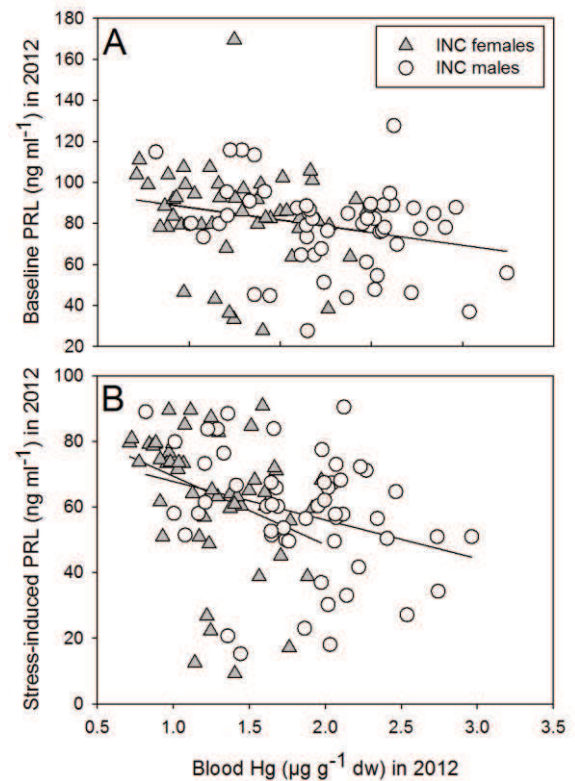 180
A
INC females
INC males
160
140
120
100
80
60
40
20
Baseline PRL (ng ml⁻¹) in 2012
100
B
80
60
40
20
0
Stress-induced PRL (ng ml⁻¹) in 2012
0.5 1.0 1.5 2.0 2.5 3.0 3.5
Blood Hg (µg g⁻¹ dw) in 2012